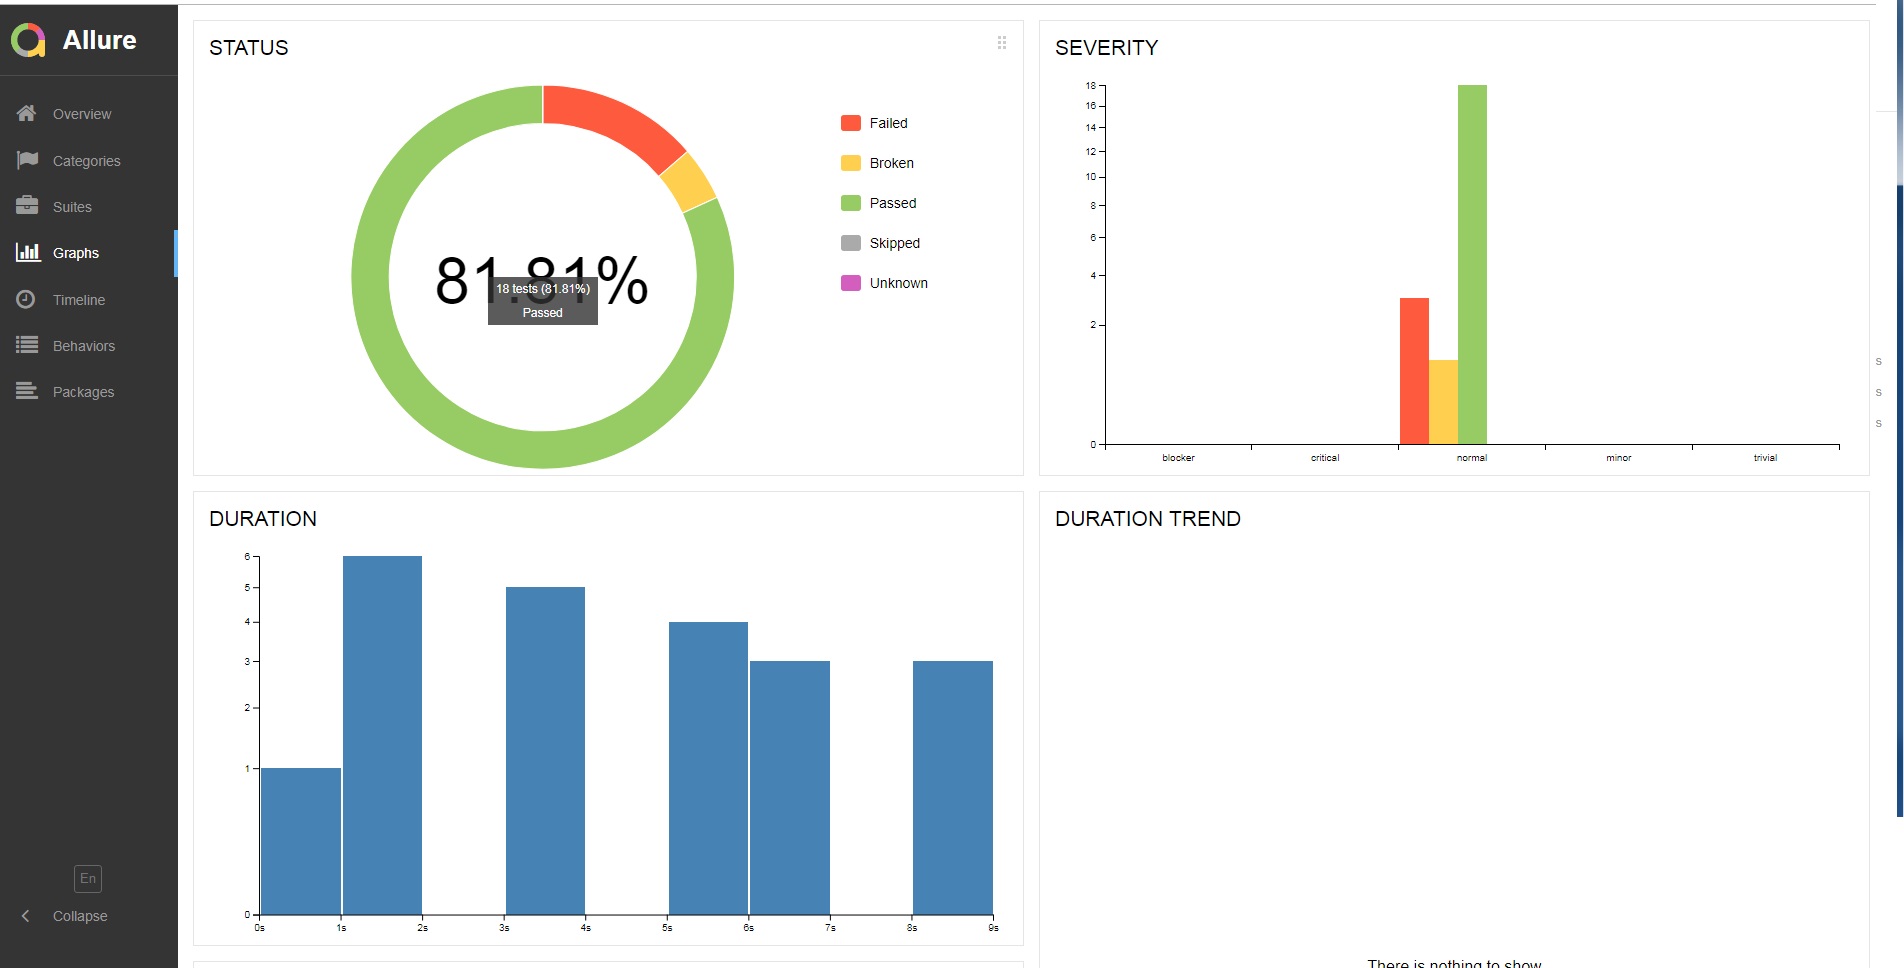 Allure
Overview
Categories
Suites
Graphs
Timeline
Behaviors
Packages
En
Collapse
STATUS
81.81%
18 tests (81.81%)
Passed
Failed
Broken
Passed
Skipped
Unknown
SEVERITY
18
16
14
12
10
8
6
4
2
0
blocker critical normal minor trivial
s
s
s
DURATION
6
5
4
3
2
1
0
0s 1s 2s 3s 4s 5s 6s 7s 8s 9s
DURATION TREND
There is nothing to show